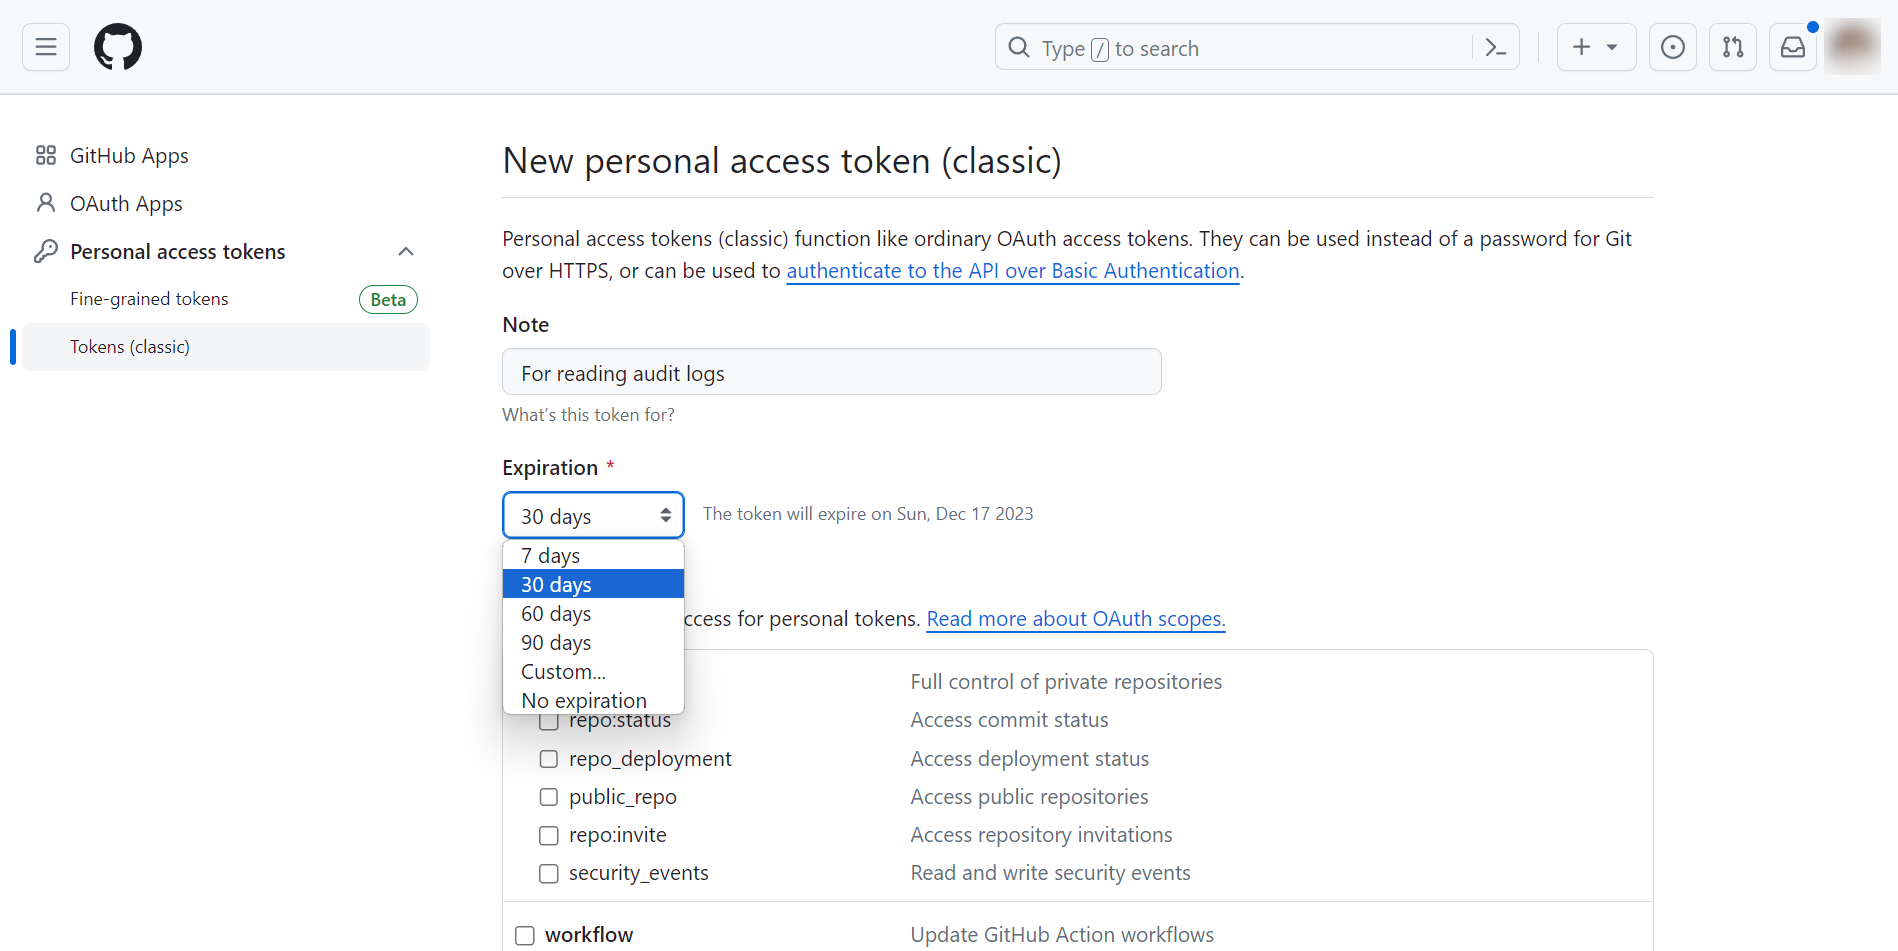 Type / to search
GitHub Apps
OAuth Apps
Personal access tokens
Fine-grained tokens Beta
Tokens (classic)
New personal access token (classic)
Personal access tokens (classic) function like ordinary OAuth access tokens. They can be used instead of a password for Git
over HTTPS, or can be used to authenticate to the API over Basic Authentication.
Note
For reading audit logs
What's this token for?
Expiration *
30 days The token will expire on Sun, Dec 17 2023
7 days
30 days
60 days
90 days
Custom...
No expiration
ccess for personal tokens. Read more about OAuth scopes.
Full control of private repositories
repo:status Access commit status
repo_deployment Access deployment status
public_repo Access public repositories
repo:invite Access repository invitations
security_events Read and write security events
workflow Update GitHub Action workflows